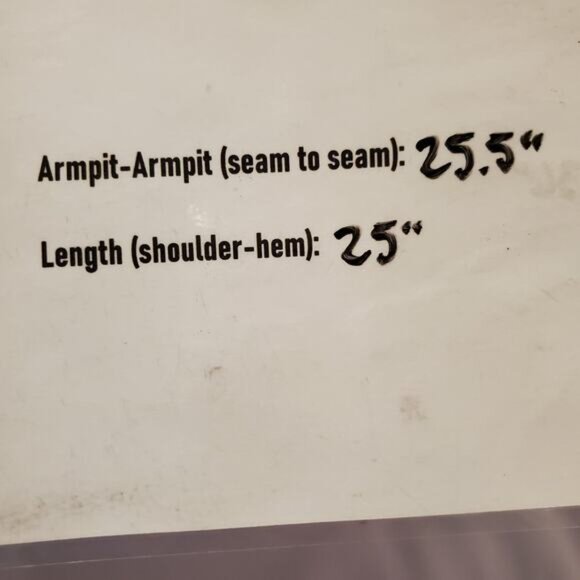 Armpit-Armpit (seam to seam): 25.5"
Length (shoulder-hem): 25"